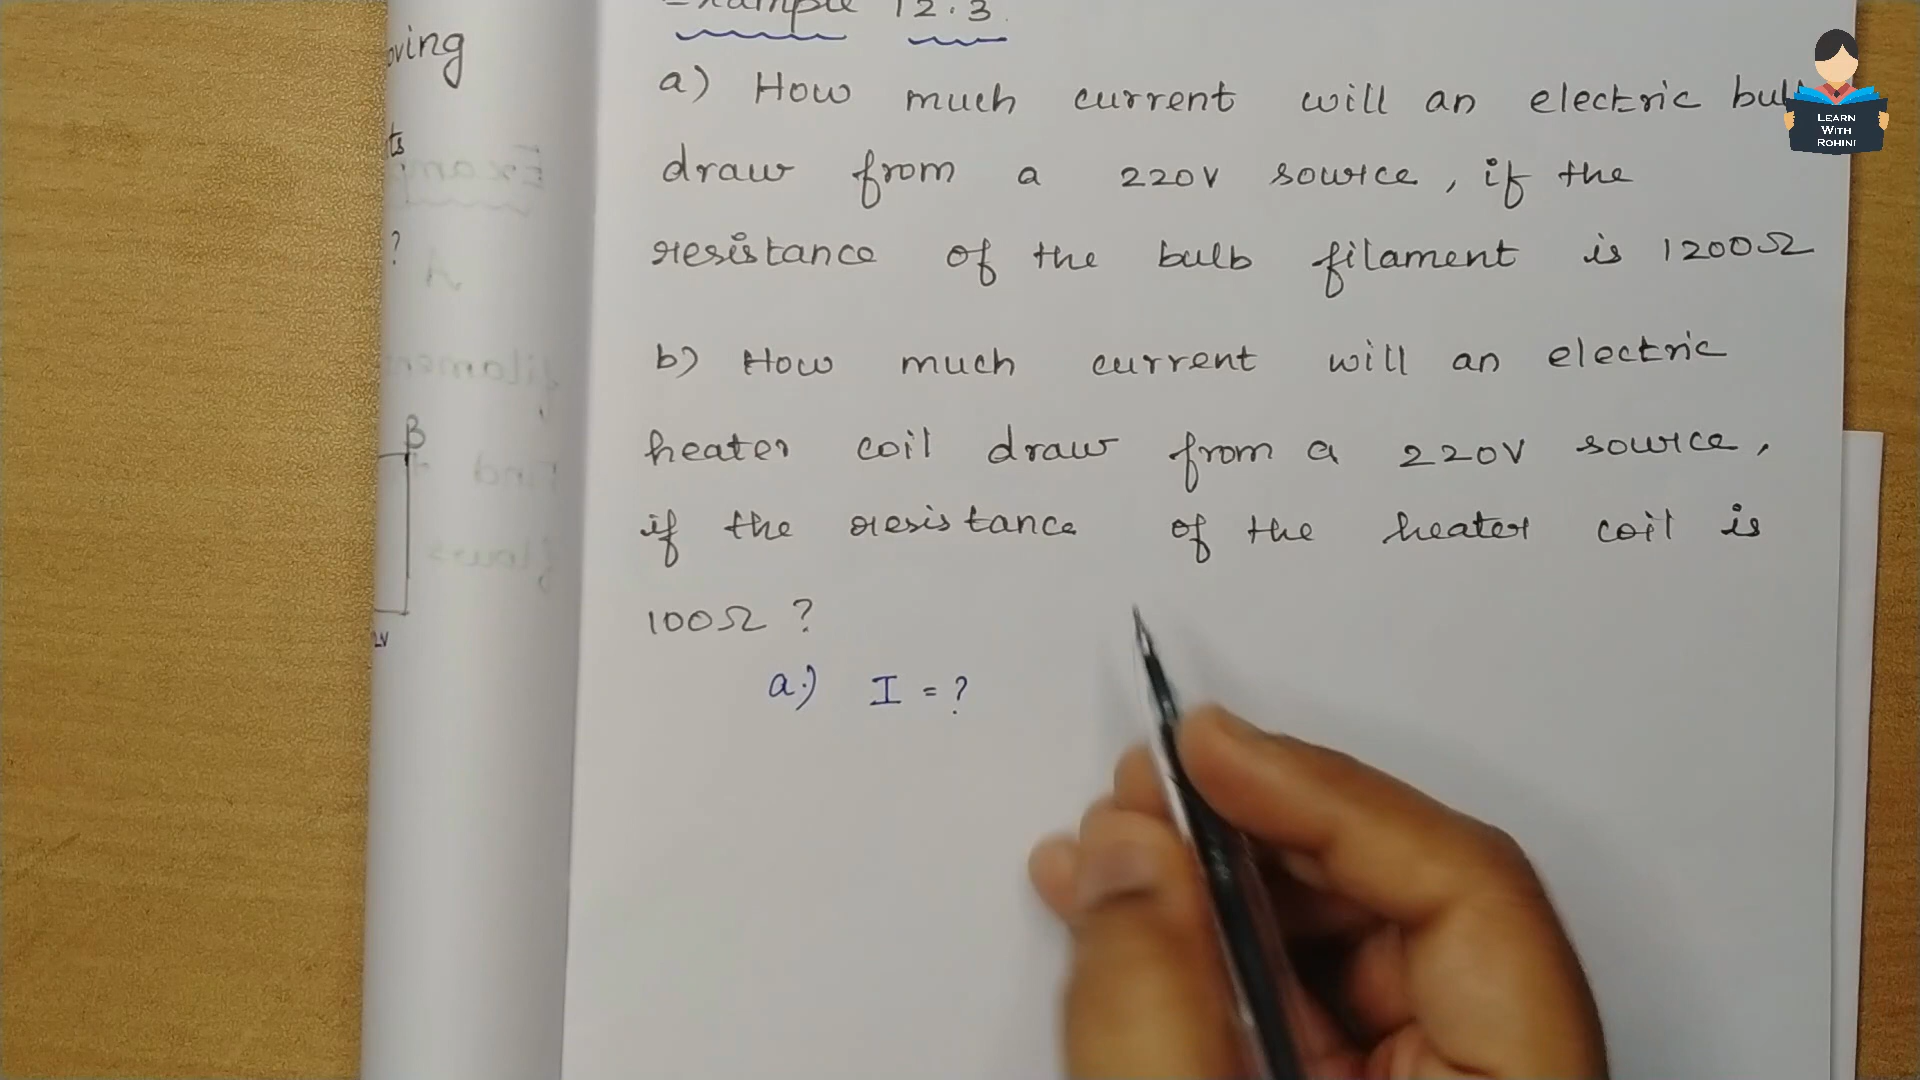 Example 12.3
a) How much current will an electric bulb
draw from a 220V source, if the
resistance of the bulb filament is 1200Ω
b) How much current will an electric
heater coil draw from a 220V source,
if the resistance of the heater coil is
100Ω ?
a.) I = ?
LEARN
WITH
ROHINI
ts
?
B